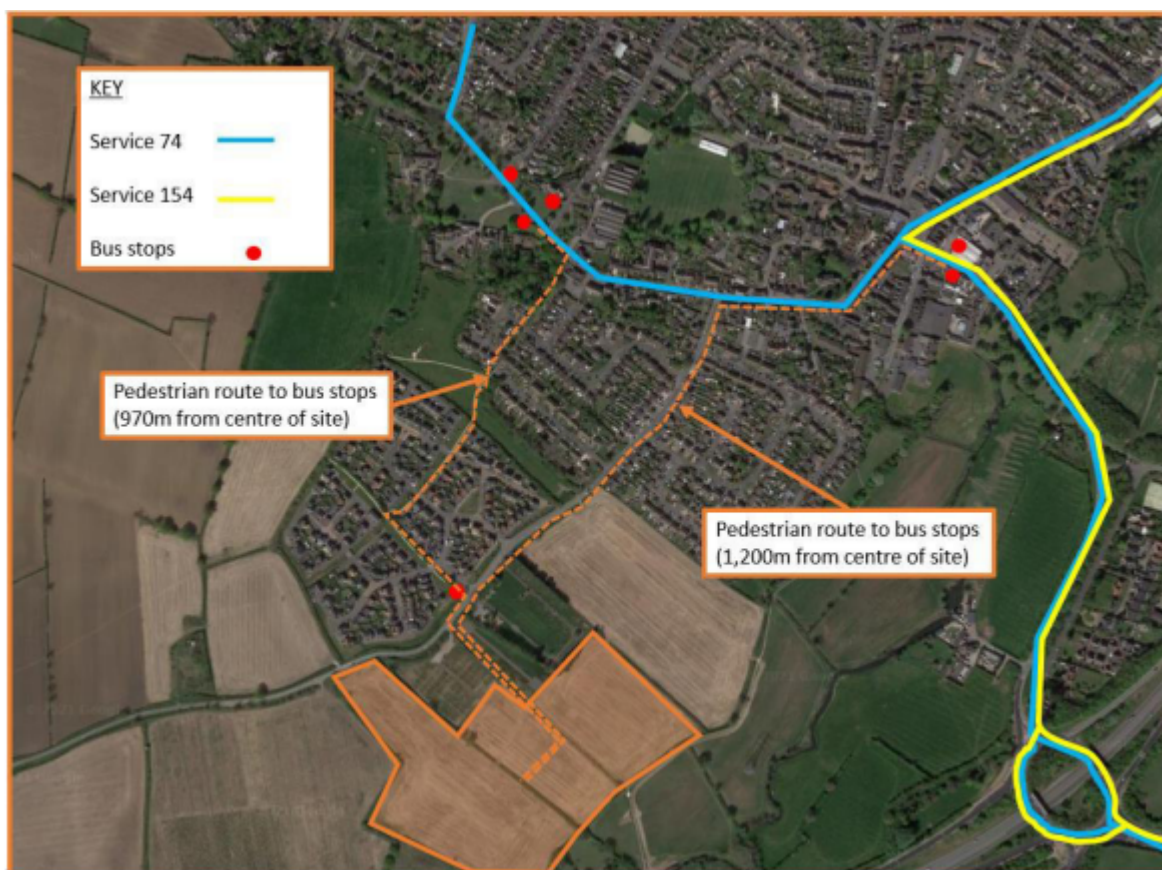 KEY
Service 74
Service 154
Bus stops
Pedestrian route to bus stops
(970m from centre of site)
Pedestrian route to bus stops
(1,200m from centre of site)